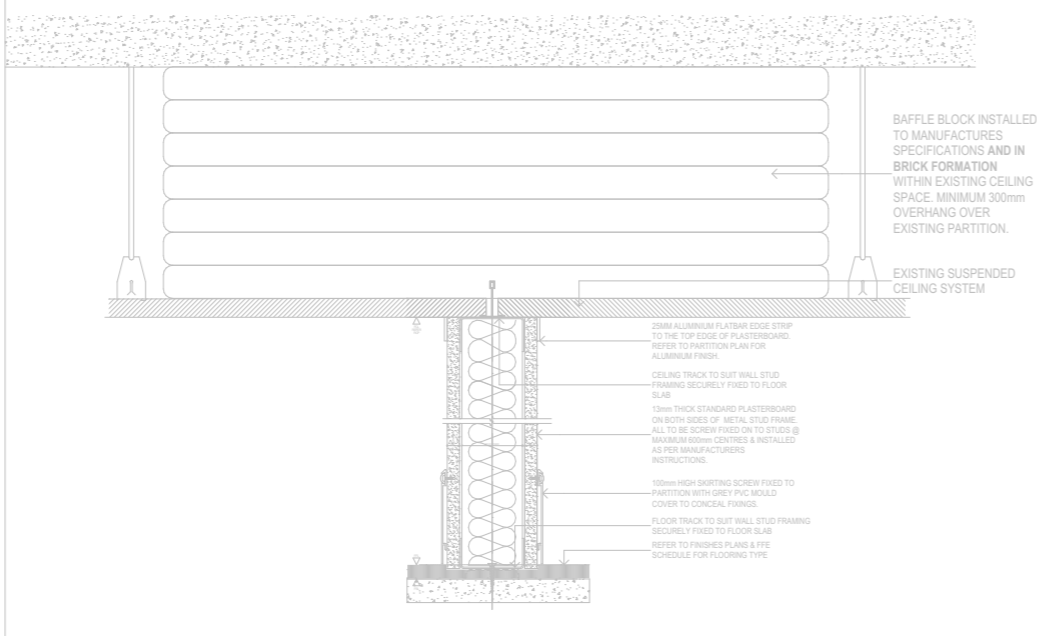 BAFFLE BLOCK INSTALLED
TO MANUFACTURES
SPECIFICATIONS AND IN
BRICK FORMATION
WITHIN EXISTING CEILING
SPACE. MINIMUM 300mm
OVERHANG OVER
EXISTING PARTITION.
EXISTING SUSPENDED
CEILING SYSTEM
25MM ALUMINIUM FLATBAR EDGE STRIP
TO THE TOP EDGE OF PLASTERBOARD.
REFER TO PARTITION PLAN FOR
ALUMINIUM FINISH.
CEILING TRACK TO SUIT WALL STUD
FRAMING SECURELY FIXED TO FLOOR
SLAB
13mm THICK STANDARD PLASTERBOARD
ON BOTH SIDES OF METAL STUD FRAME
ALL TO BE SCREW FIXED ON TO STUDS @
MAXIMUM 600mm CENTRES & INSTALLED
AS PER MANUFACTURERS
INSTRUCTIONS.
100mm HIGH SKIRTING SCREW FIXED TO
PARTITION WITH GREY PVC MOULD
COVER TO CONCEAL FIXINGS.
FLOOR TRACK TO SUIT WALL STUD FRAMING
SECURELY FIXED TO FLOOR SLAB
REFER TO FINISHES PLANS & FFE
SCHEDULE FOR FLOORING TYPE